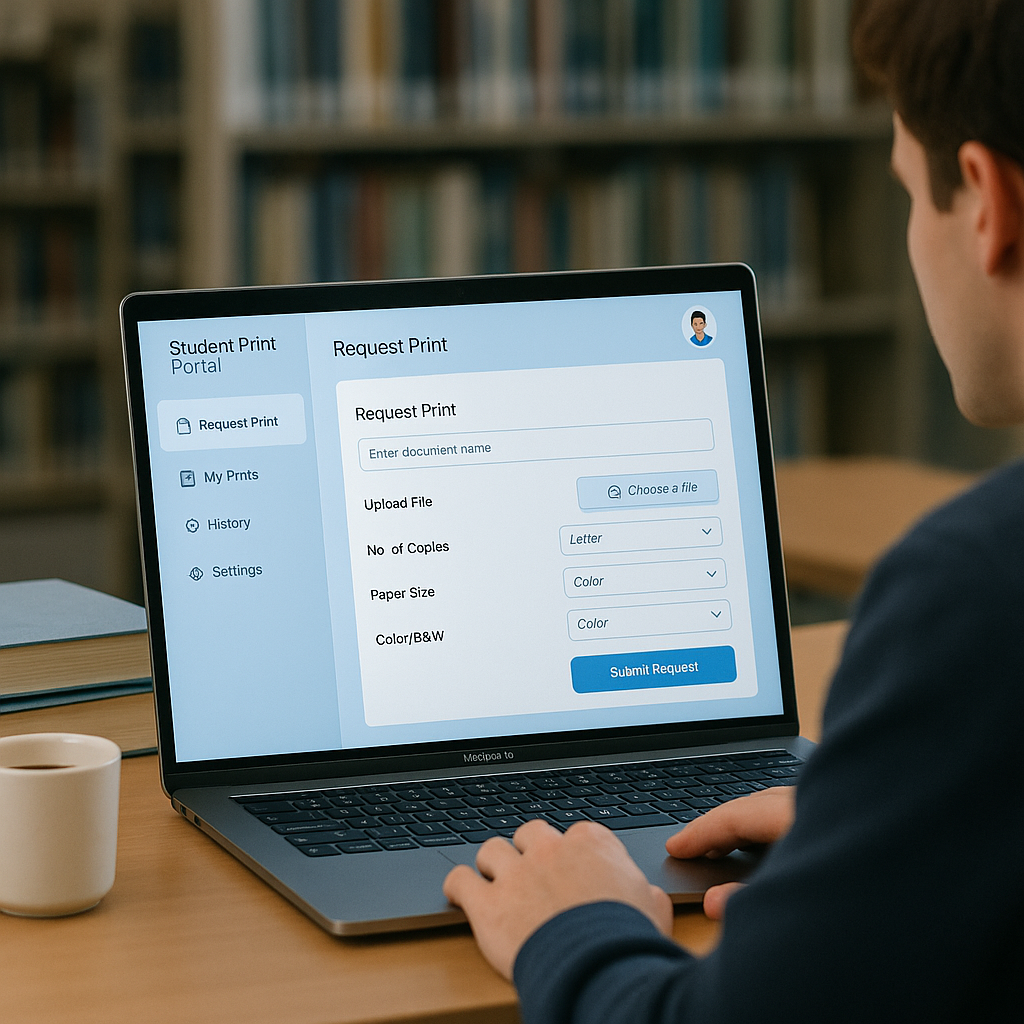 Student Print
Portal
Request Print
My Prnts
History
Settings
Request Print
Request Print
Enter documient name
Upload File
Choose a file
No of Coples
Letter
Paper Size
Color
Color/B&W
Color
Submit Request
Mecipoa to